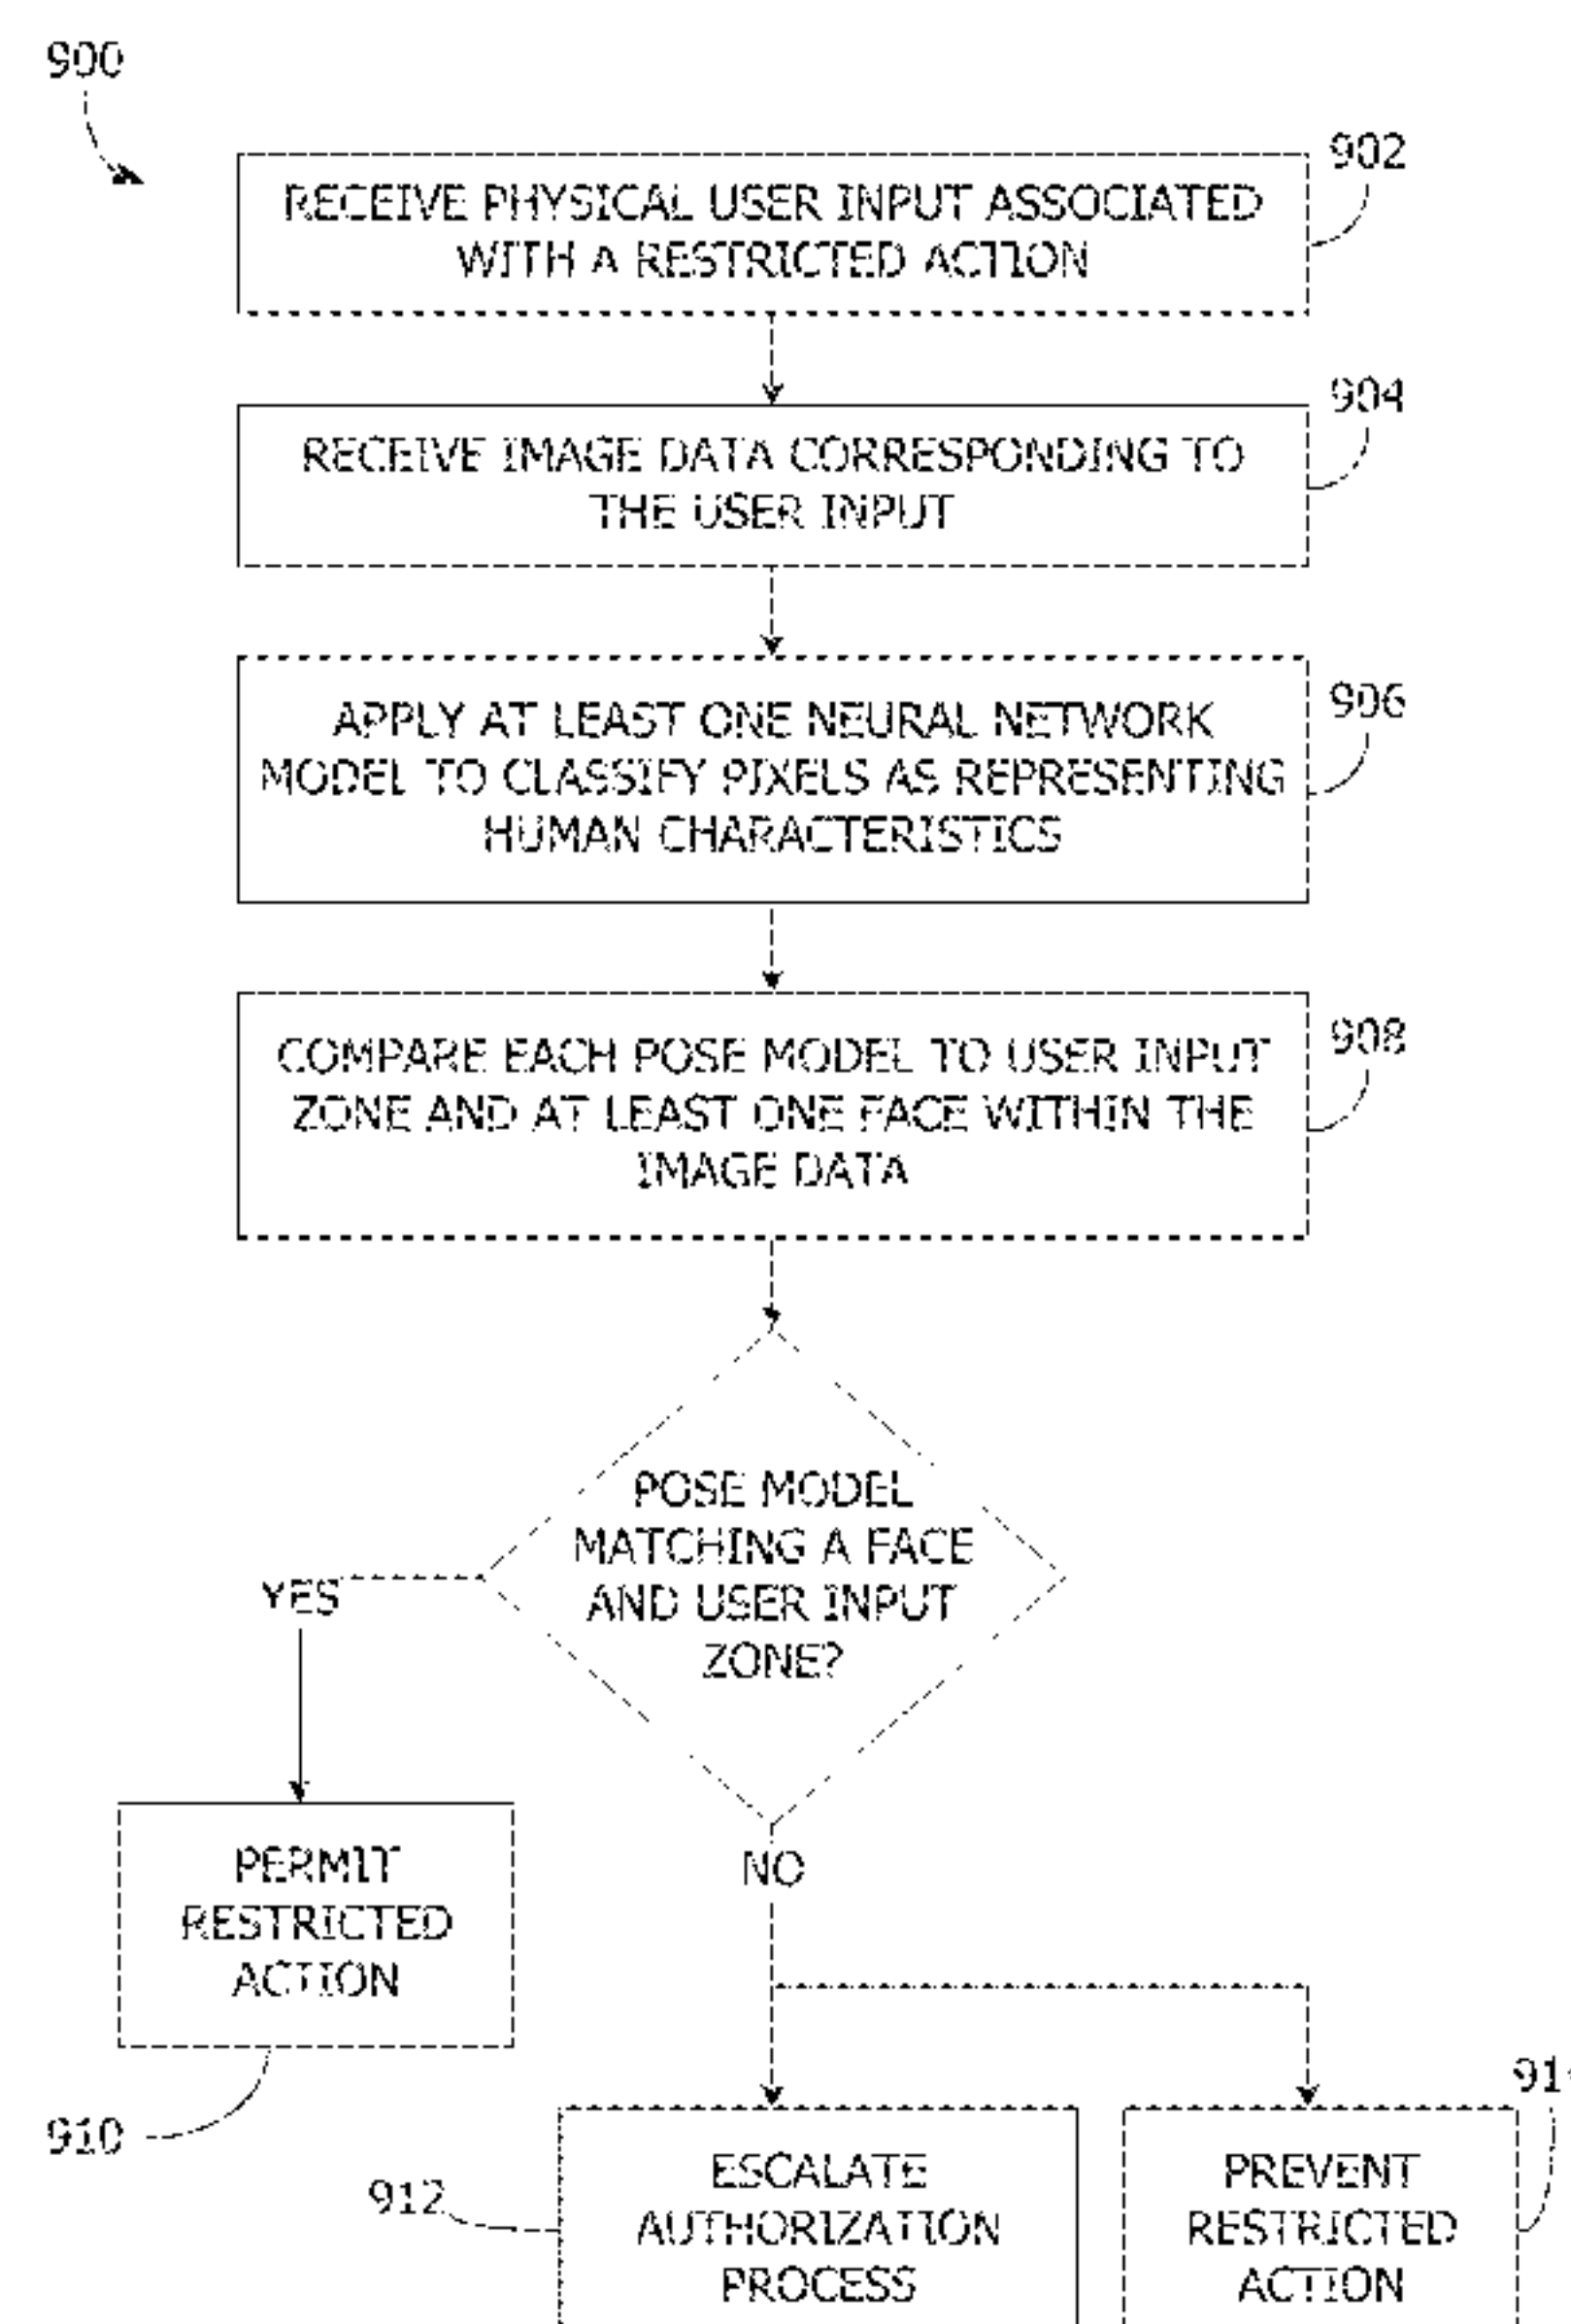 900
902
RECEIVE PHYSICAL USER INPUT ASSOCIATED
WITH A RESTRICTED ACTION
904
RECEIVE IMAGE DATA CORRESPONDING TO
THE USER INPUT
906
APPLY AT LEAST ONE NEURAL NETWORK
MODEL TO CLASSIFY PIXELS AS REPRESENTING
HUMAN CHARACTERISTICS
908
COMPARE EACH POSE MODEL TO USER INPUT
ZONE AND AT LEAST ONE FACE WITHIN THE
IMAGE DATA
POSE MODEL
MATCHING A FACE
AND USER INPUT
ZONE?
YES
NO
PERMIT
RESTRICTED
ACTION
910
912
ESCALATE
AUTHORIZATION
PROCESS
PREVENT
RESTRICTED
ACTION